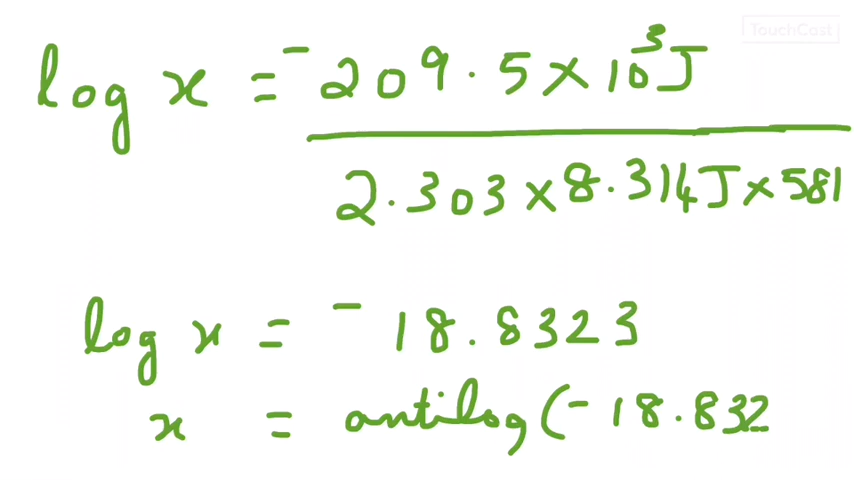 TouchCast
log x = -209.5 × 10³J
2.303 × 8.314J × 581
log x = -18.8323
x = antilog (-18.832